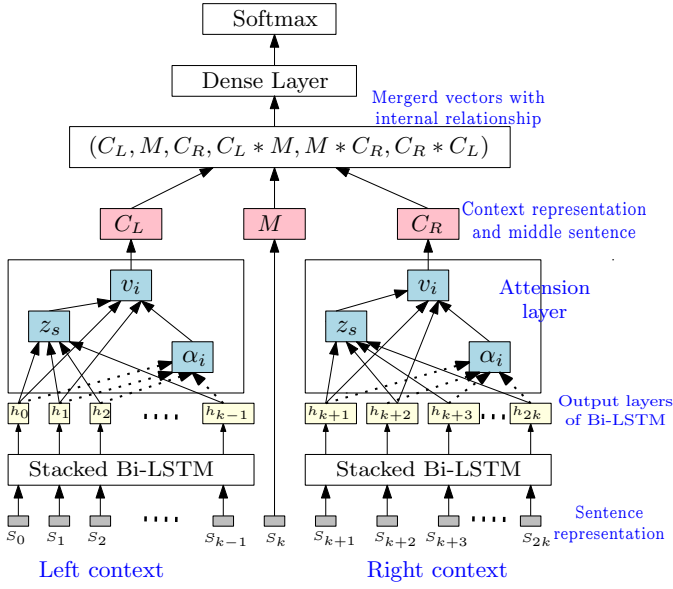 Softmax
Dense Layer
Mergerd vectors with
internal relationship
(C_L, M, C_R, C_L * M, M * C_R, C_R * C_L)
C_L
M
C_R
Context representation
and middle sentence
v_i
v_i
Attension
layer
z_s
z_s
α_i
α_i
h_0 h_1 h_2 ..... h_{k−1}
h_{k+1} h_{k+2} h_{k+3} ..... h_{2k}
Output layers
of Bi-LSTM
Stacked Bi-LSTM
Stacked Bi-LSTM
S_0 S_1 S_2 ..... S_{k−1} S_k S_{k+1} S_{k+2} S_{k+3} ..... S_{2k}
Sentence
representation
Left context
Right context